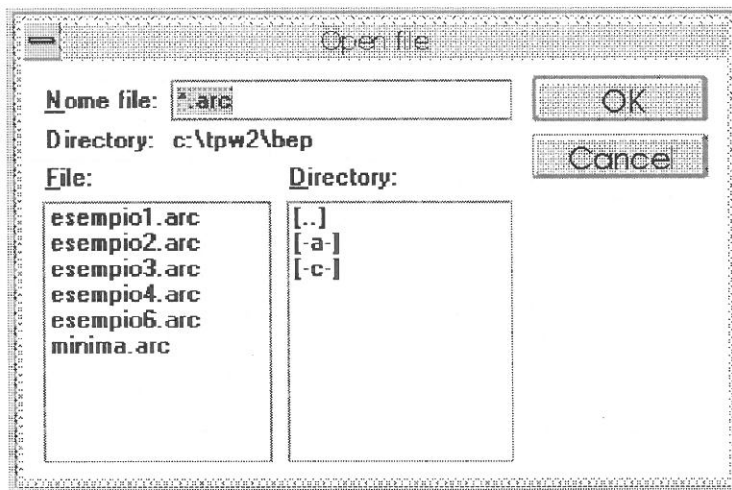 Open file
Nome file: *.arc
OK
Directory: c:\tpw2\bep
Cancel
File:
Directory:
esempio1.arc
esempio2.arc
esempio3.arc
esempio4.arc
esempio6.arc
minima.arc
[..]
[-a-]
[-c-]